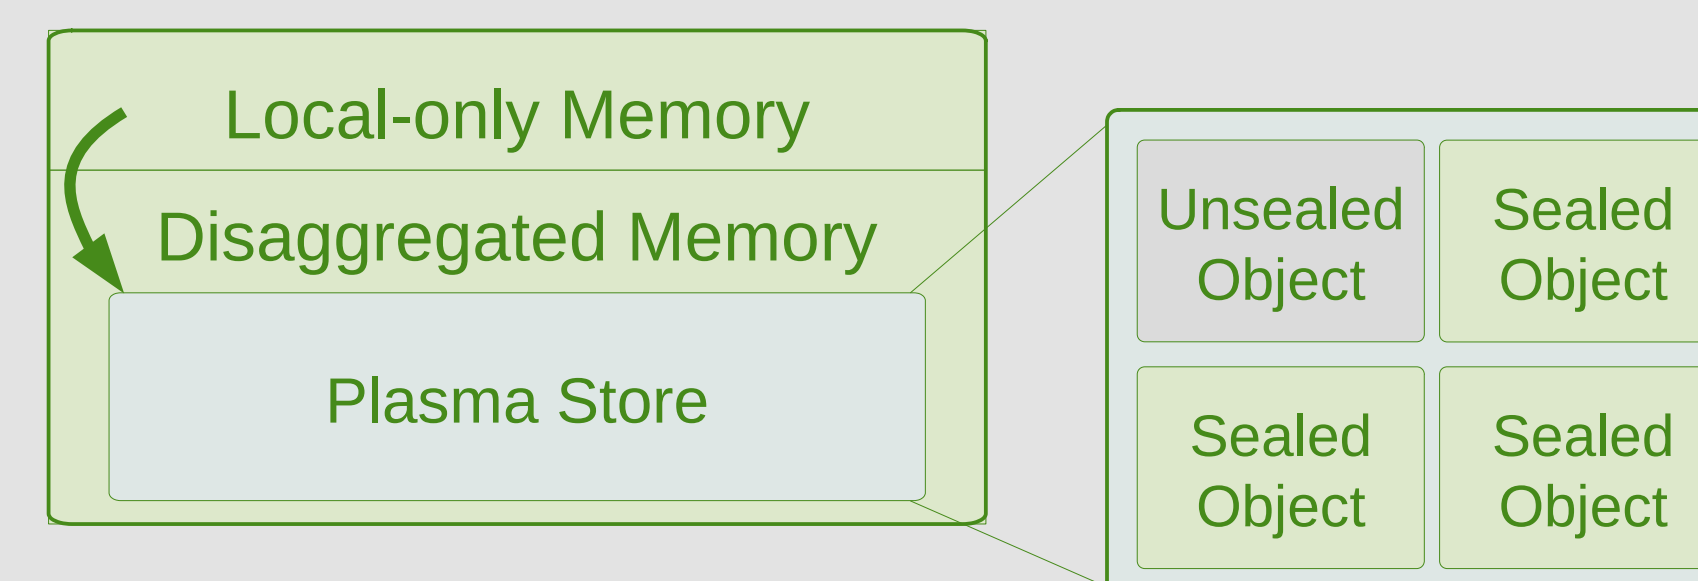 Local-only Memory
Disaggregated Memory
Plasma Store
Unsealed
Object
Sealed
Object
Sealed
Object
Sealed
Object